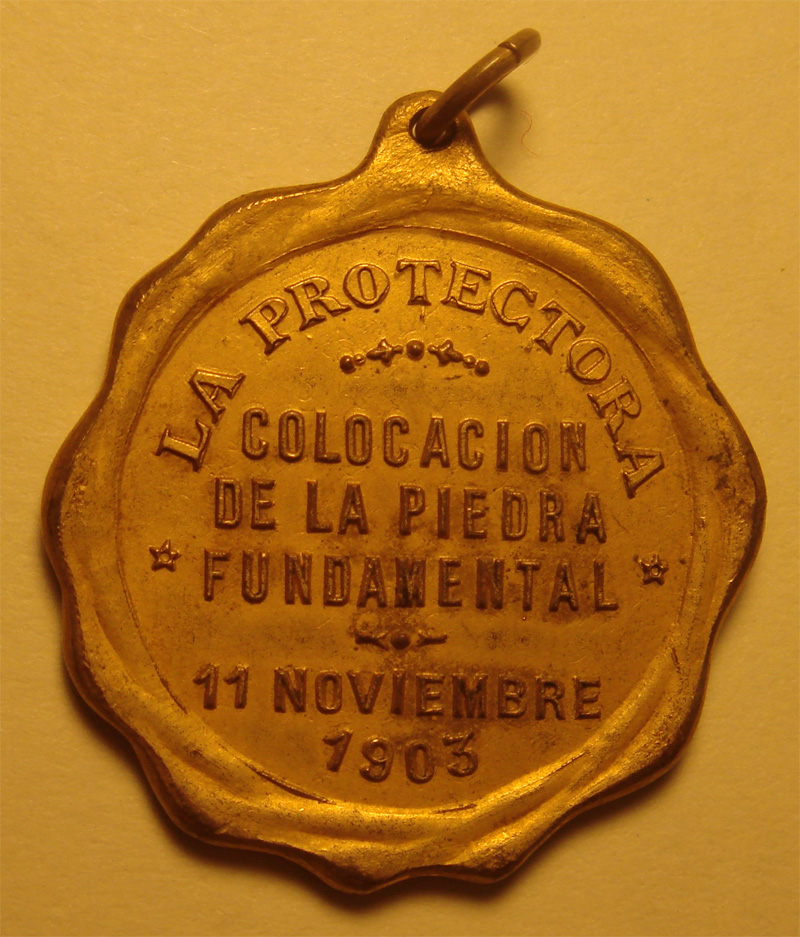 LA PROTECTORA
COLOCACION
DE LA PIEDRA
FUNDAMENTAL
11 NOVIEMBRE
1903